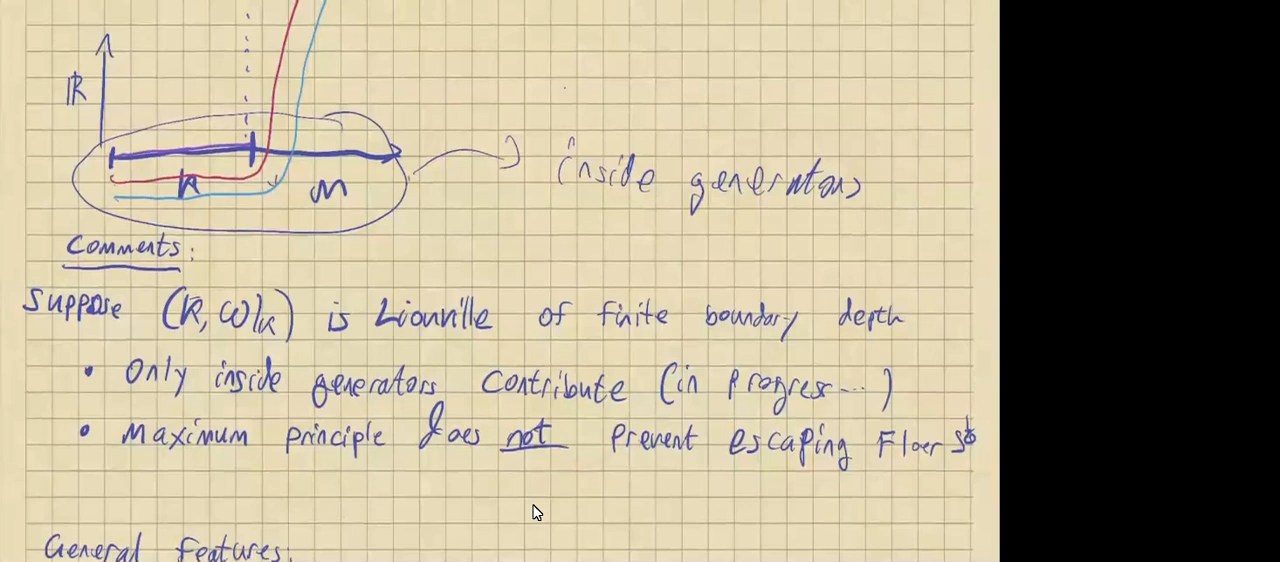 ℝ
inside generators
K
M
Comments:
Suppose (K, ω|K) is Liouville of finite boundary depth
• Only inside generators contribute (in progress...)
• Maximum principle does not prevent escaping Floer
General Features: